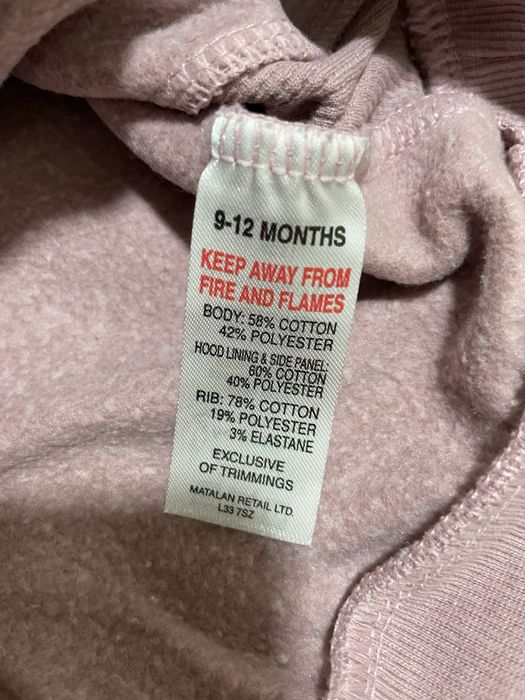 9-12 MONTHS
KEEP AWAY FROM
FIRE AND FLAMES
BODY: 58% COTTON
42% POLYESTER
HOOD LINING & SIDE PANEL:
60% COTTON
40% POLYESTER
RIB: 78% COTTON
19% POLYESTER
3% ELASTANE
EXCLUSIVE
OF TRIMMINGS
MATALAN RETAIL LTD.
L33 7SZ